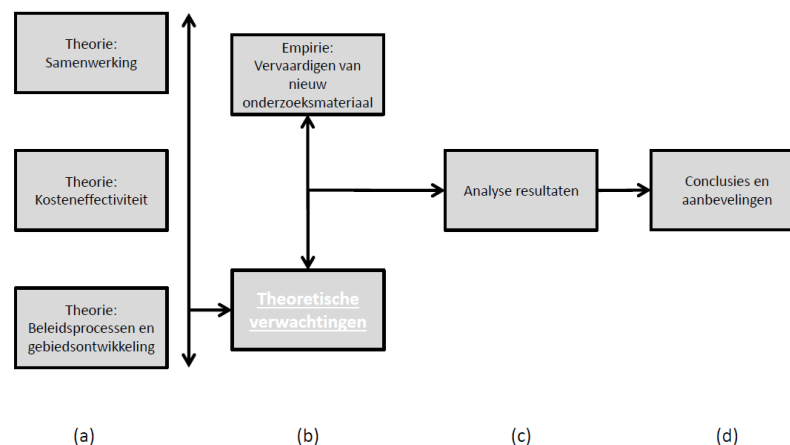 Theorie:
Samenwerking
Theorie:
Kosteneffectiviteit
Theorie:
Beleidsprocessen en
gebiedsontwikkeling
Empirie:
Vervaardigen van
nieuw
onderzoeksmateriaal
Theoretische
verwachtingen
Analyse resultaten
Conclusies en
aanbevelingen
(a)
(b)
(c)
(d)